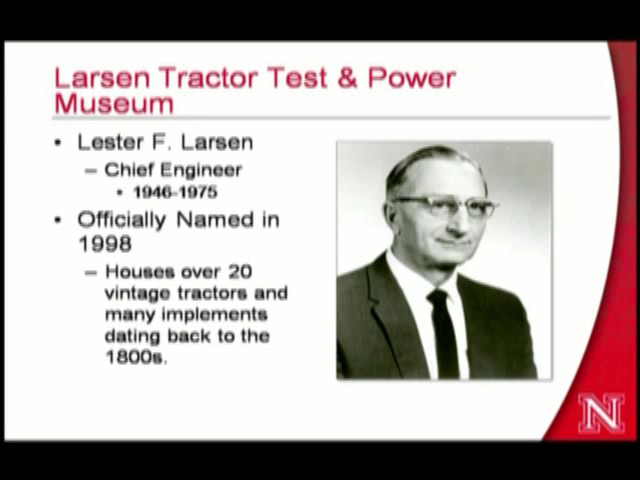 Larsen Tractor Test & Power
Museum
• Lester F. Larsen
– Chief Engineer
• 1946-1975
• Officially Named in
1998
– Houses over 20
vintage tractors and
many implements
dating back to the
1800s.
N